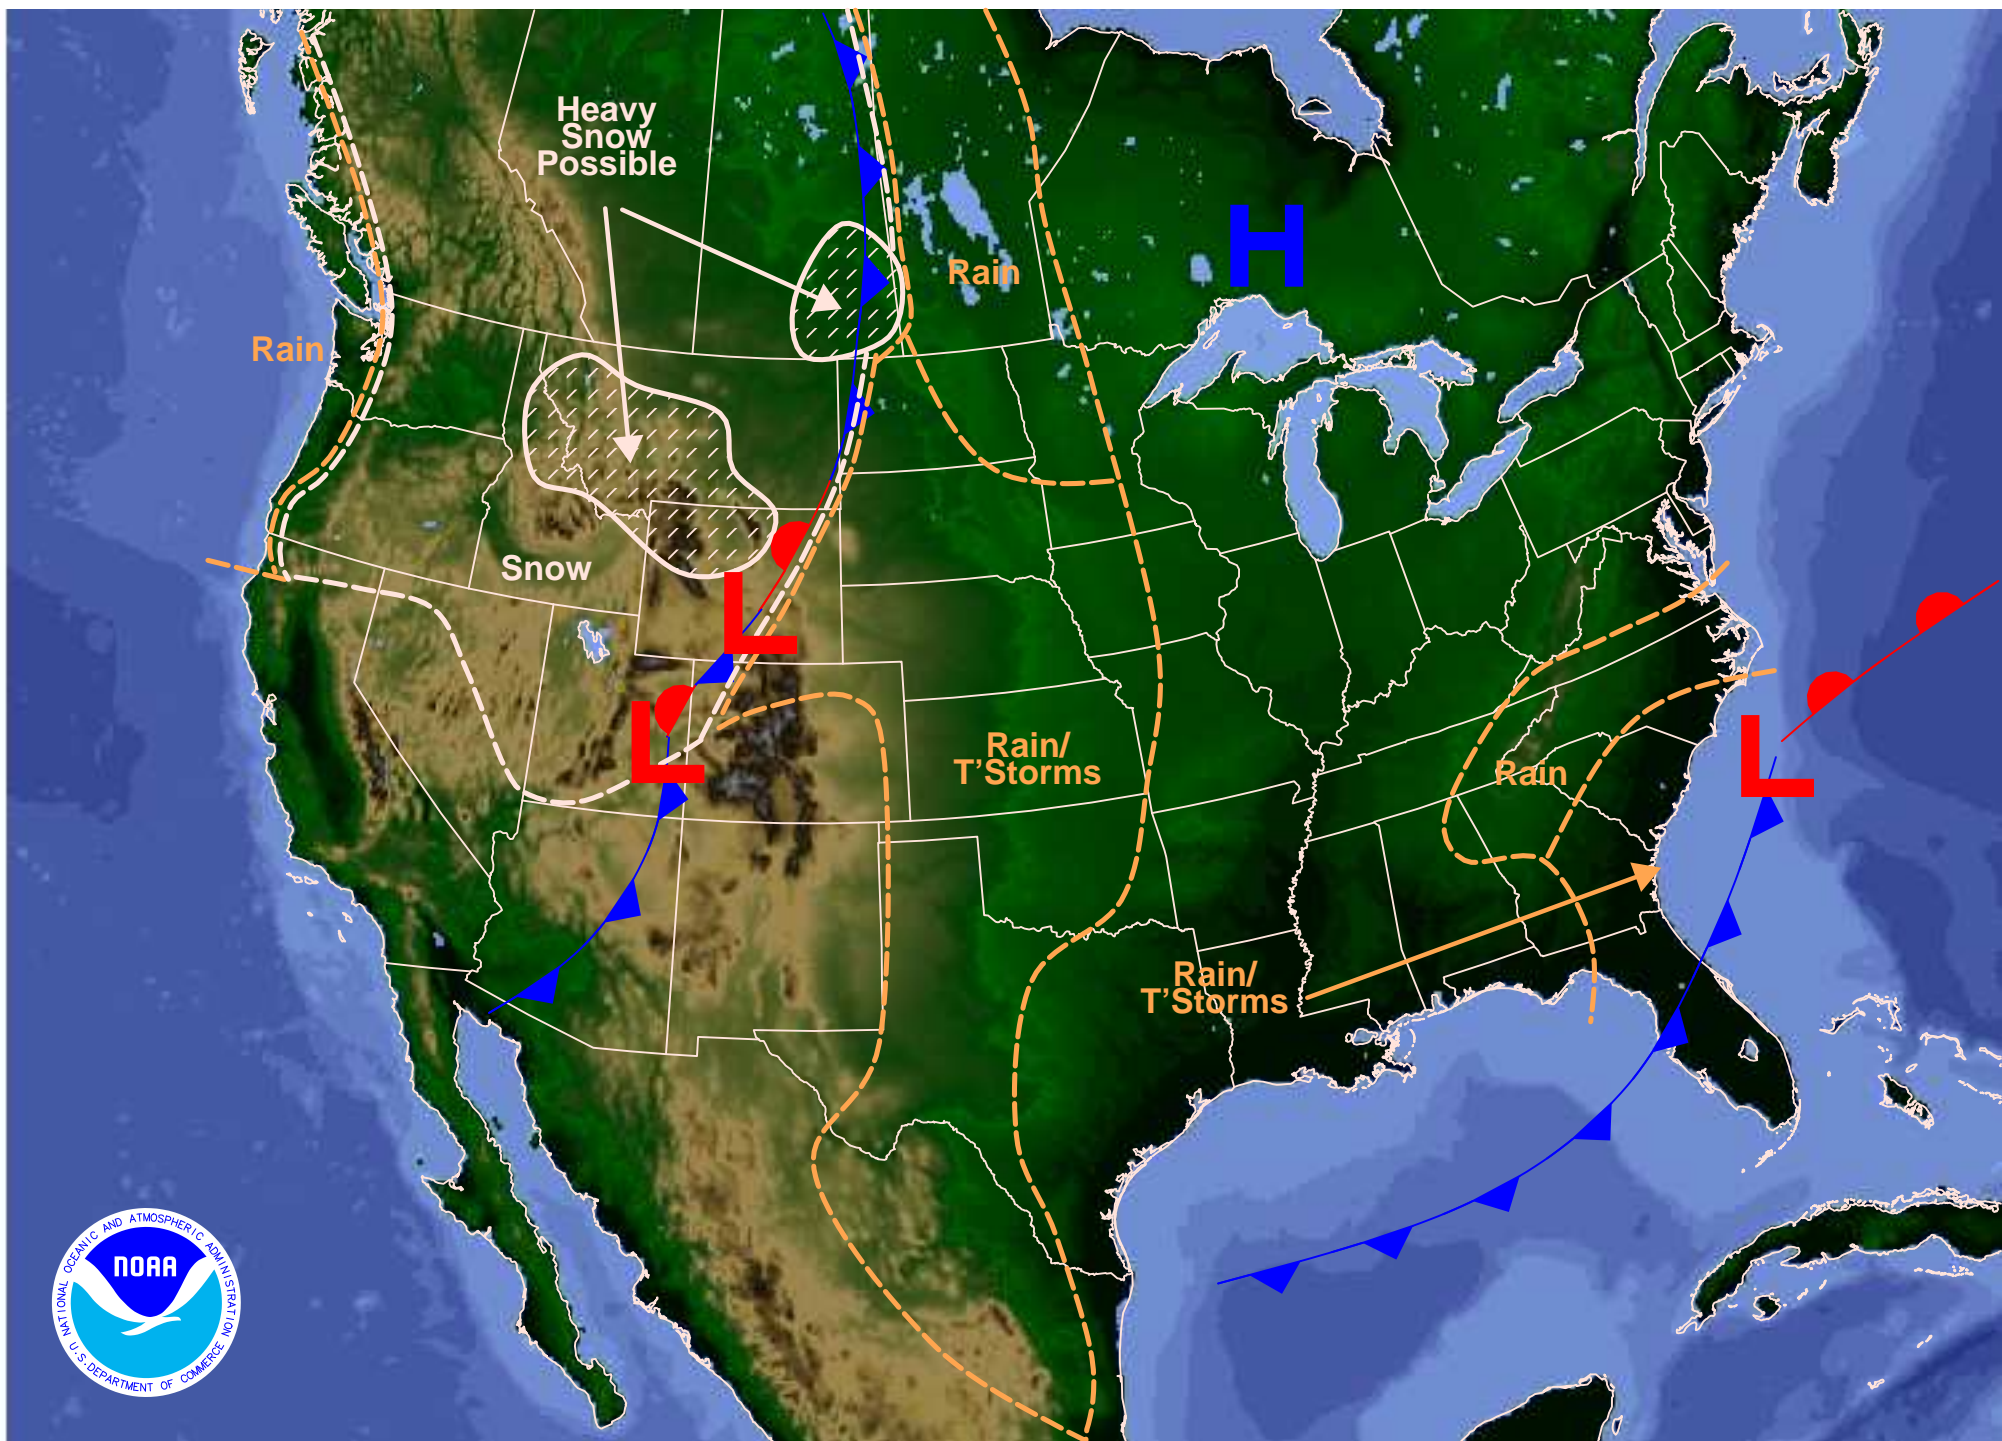 Heavy
Snow
Possible
H
Rain
Rain
Snow
L
L
Rain/
T'Storms
Rain
L
Rain/
T'Storms
NATIONAL OCEANIC AND ATMOSPHERIC ADMINISTRATION
NOAA
U.S. DEPARTMENT OF COMMERCE